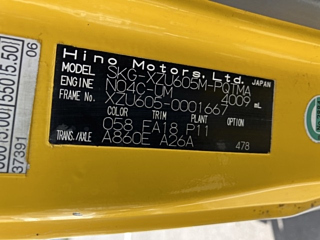 Hino Motors,Ltd. JAPAN
MODEL SKG-XZU605M-PQTMA
ENGINE N04C-UM 4009 mL
FRAME No. XZU605-0001667
COLOR TRIM PLANT OPTION
058 EA18 P11
TRANS./AXLE A860E A26A 478
06
37391